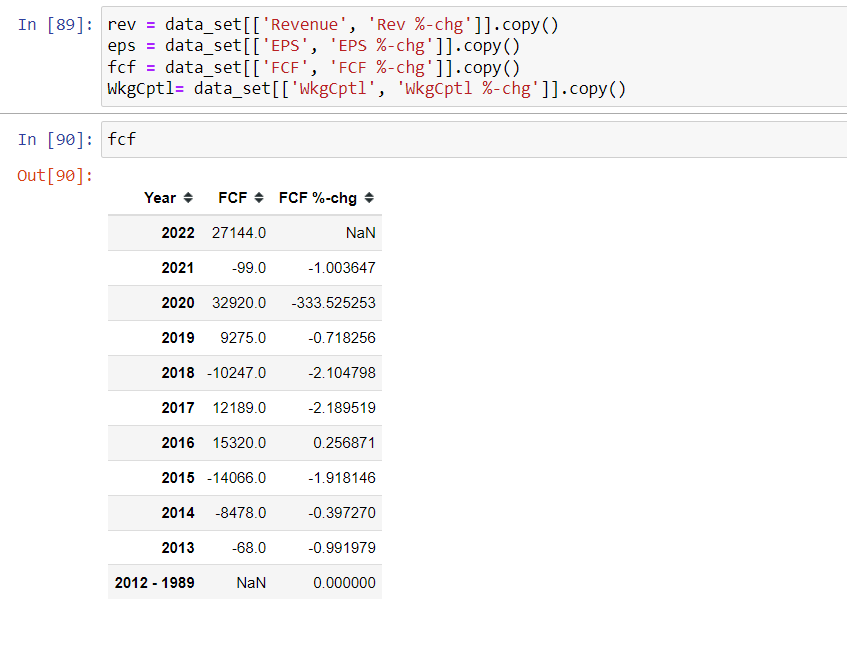 In [89]: rev = data_set[['Revenue', 'Rev %-chg']].copy()
eps = data_set[['EPS', 'EPS %-chg']].copy()
fcf = data_set[['FCF', 'FCF %-chg']].copy()
WkgCptl= data_set[['WkgCptl', 'WkgCptl %-chg']].copy()
In [90]: fcf
Out[90]:
Year FCF FCF %-chg
2022 27144.0 NaN
2021 -99.0 -1.003647
2020 32920.0 -333.525253
2019 9275.0 -0.718256
2018 -10247.0 -2.104798
2017 12189.0 -2.189519
2016 15320.0 0.256871
2015 -14066.0 -1.918146
2014 -8478.0 -0.397270
2013 -68.0 -0.991979
2012 - 1989 NaN 0.000000